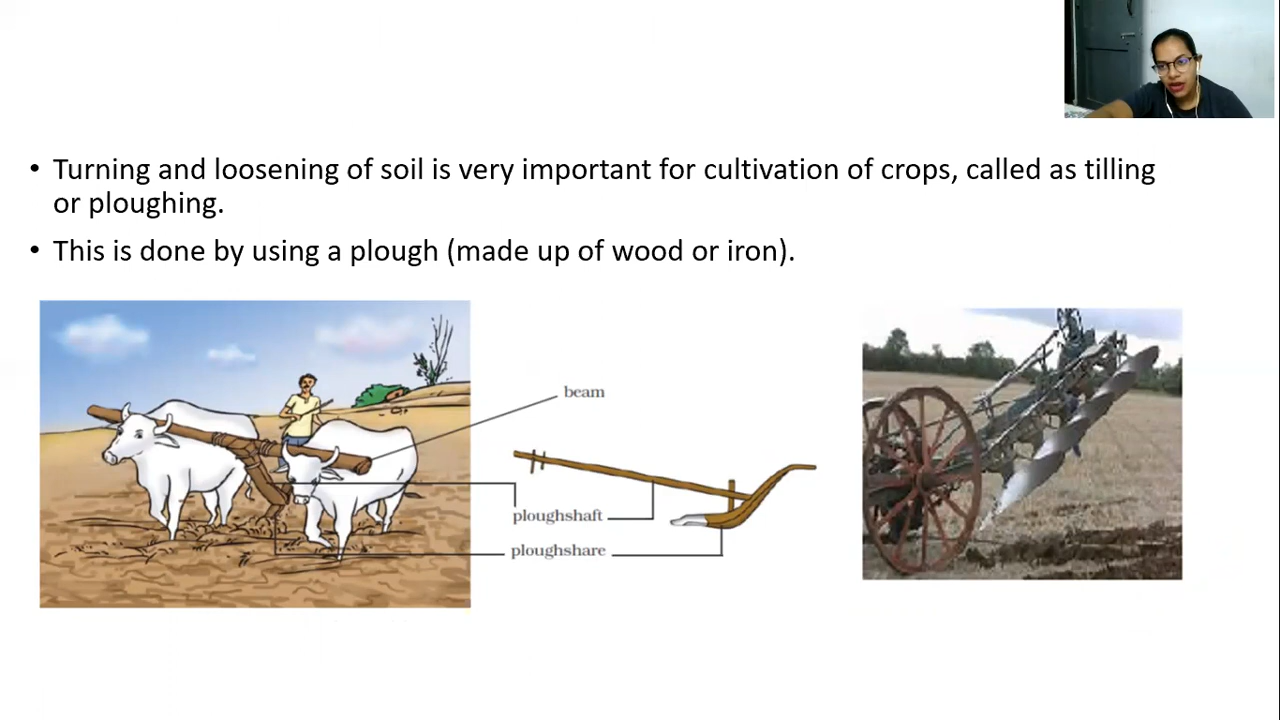 • Turning and loosening of soil is very important for cultivation of crops, called as tilling
or ploughing.
• This is done by using a plough (made up of wood or iron).
beam
ploughshaft
ploughshare